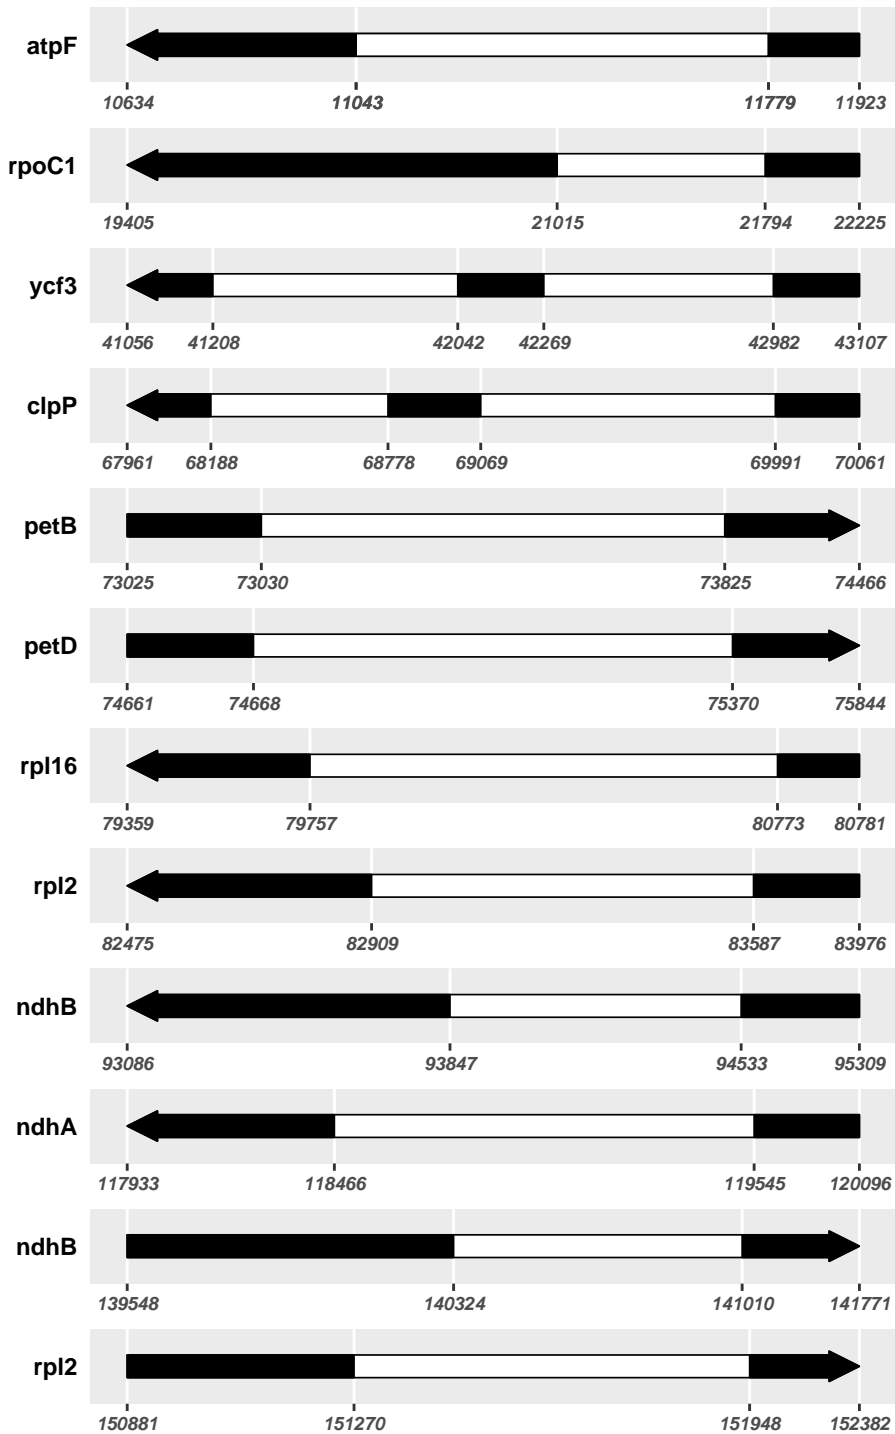 atpF
10634 11043 11779 11923
rpoC1
19405 21015 21794 22225
ycf3
41056 41208 42042 42269 42982 43107
clpP
67961 68188 68778 69069 69991 70061
petB
73025 73030 73825 74466
petD
74661 74668 75370 75844
rpl16
79359 79757 80773 80781
rpl2
82475 82909 83587 83976
ndhB
93086 93847 94533 95309
ndhA
117933 118466 119545 120096
ndhB
139548 140324 141010 141771
rpl2
150881 151270 151948 152382